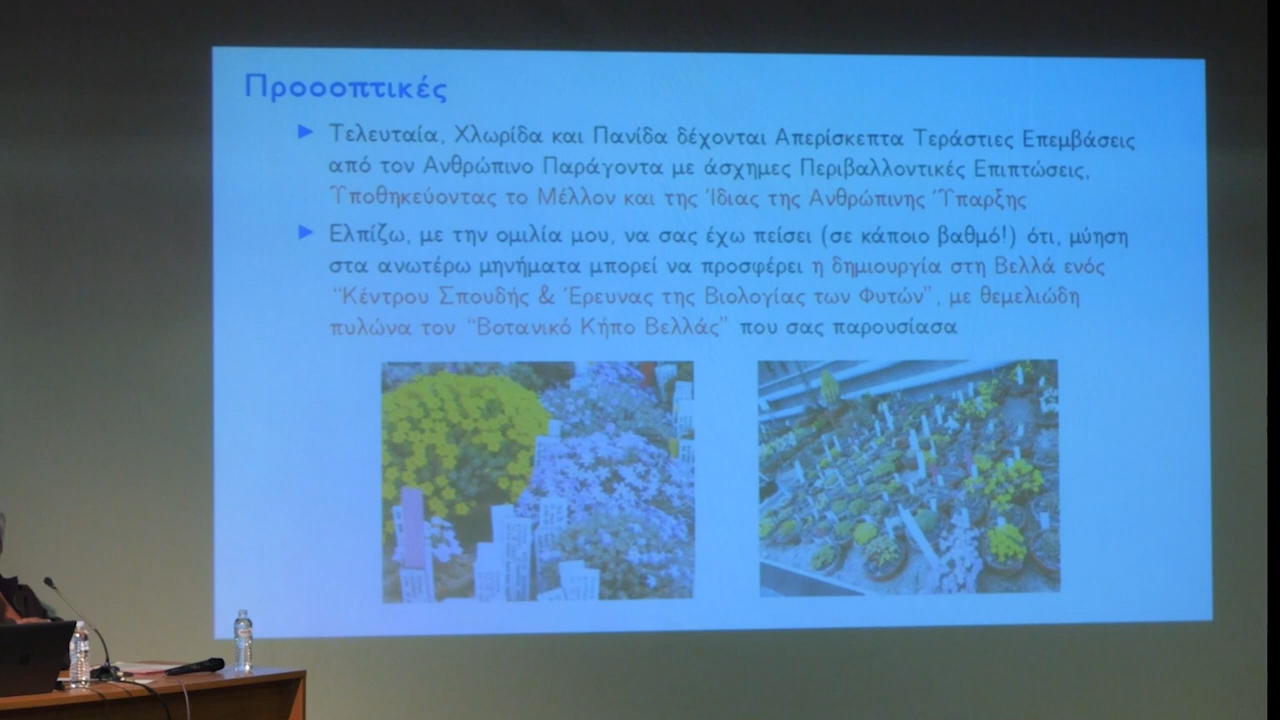 Προοοπτικές
► Τελευταία, Χλωρίδα και Πανίδα δέχονται Απερίσκεπτα Τεράστιες Επεμβάσεις
από τον Ανθρώπινο Παράγοντα με άσχημες Περιβαλλοντικές Επιπτώσεις,
Υποθηκεύοντας το Μέλλον και της Ίδιας της Ανθρώπινης Ύπαρξης
► Ελπίζω, με την ομιλία μου, να σας έχω πείσει (σε κάποιο βαθμό!) ότι, μύηση
στα ανωτέρω μηνήματα μπορεί να προσφέρει η δημιουργία στη Βελλά ενός
“Κέντρου Σπουδής & Έρευνας της Βιολογίας των Φυτών”, με θεμελιώδη
πυλώνα τον “Βοτανικό Κήπο Βελλάς” που σας παρουσίασα